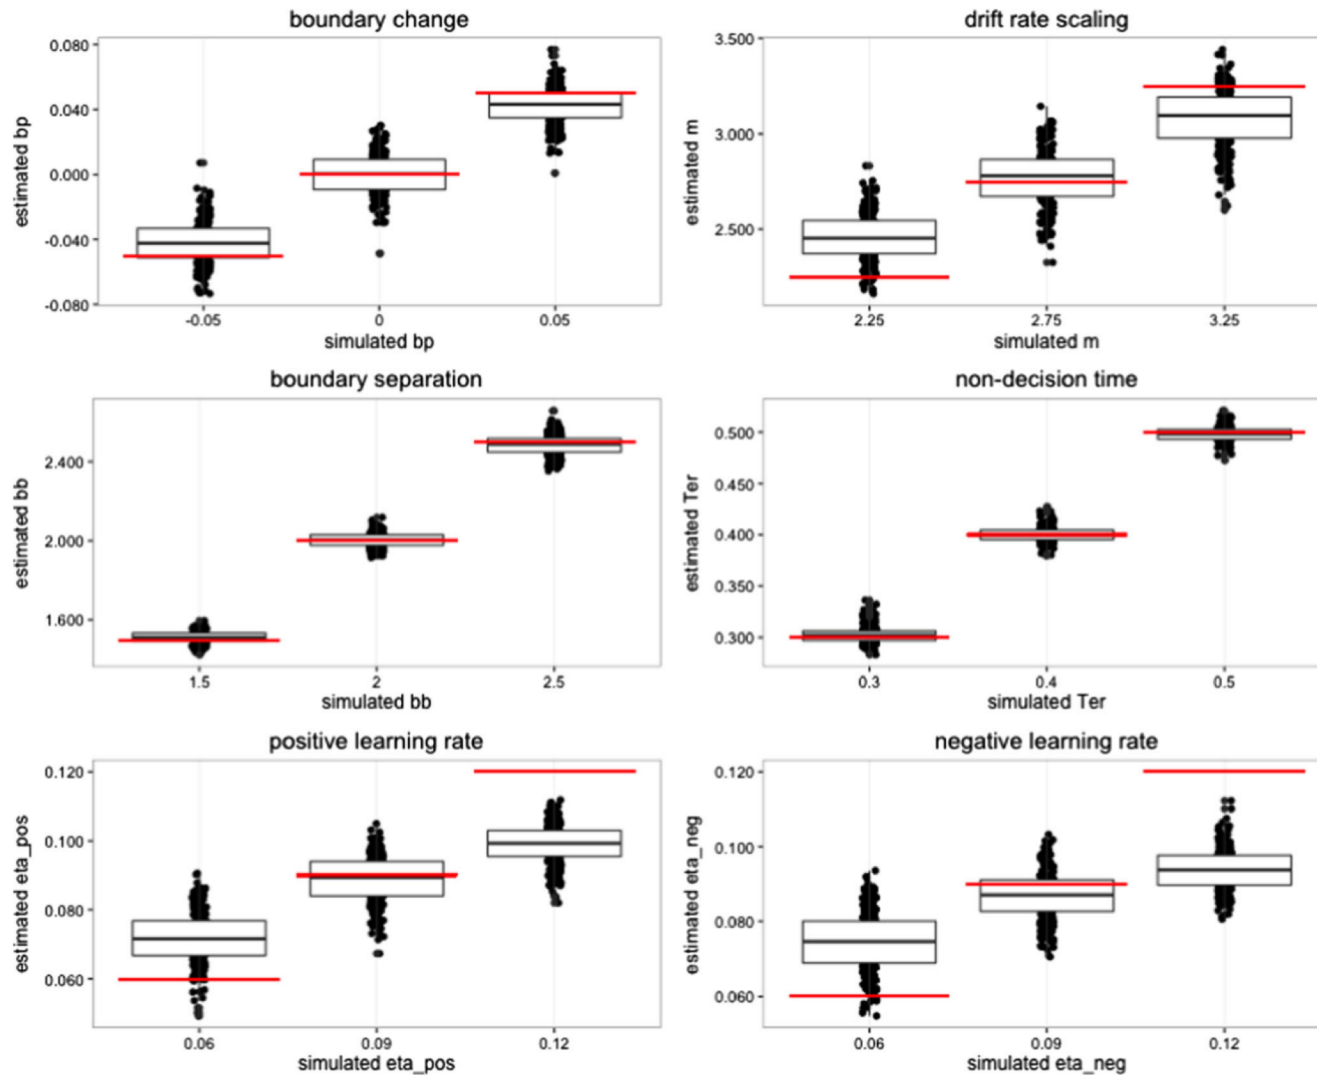 boundary change
0.080
0.040
0.000
-0.040
-0.080
estimated bp
-0.05 0 0.05
simulated bp
drift rate scaling
3.500
3.000
2.500
estimated m
2.25 2.75 3.25
simulated m
boundary separation
2.400
2.000
1.600
estimated bb
1.5 2 2.5
simulated bb
non-decision time
0.500
0.450
0.400
0.350
0.300
estimated Ter
0.3 0.4 0.5
simulated Ter
positive learning rate
0.120
0.100
0.080
0.060
estimated eta_pos
0.06 0.09 0.12
simulated eta_pos
negative learning rate
0.120
0.100
0.080
0.060
estimated eta_neg
0.06 0.09 0.12
simulated eta_neg